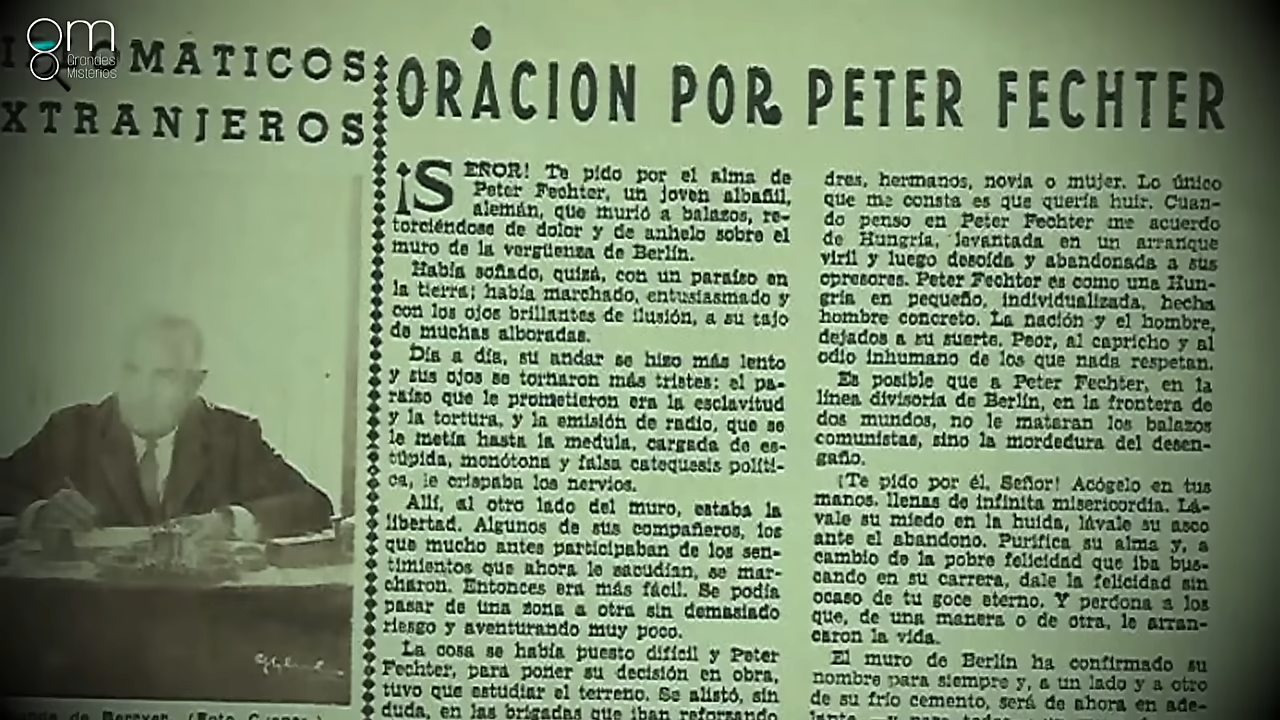 8m
Grandes
Misterios
MATICOS
XTRANJEROS
ORACION POR PETER FECHTER
¡SEÑOR! Te pido por el alma de
Peter Fechter, un joven albañil,
alemán, que murió a balazos, re-
torciéndose de dolor y de anhelo sobre el
muro de la vergüenza de Berlín.
Había soñado, quizá, con un paraíso en
la tierra; había marchado, entusiasmado y
con los ojos brillantes de ilusión, a su tajo
de muchas alboradas.
Día a día, su andar se hizo más lento
y sus ojos se tornaron más tristes: el pa-
raíso que le prometieron era la esclavitud
y la tortura, y la emisión de radio, que se
le metía hasta la medula, cargada de es-
túpida, monótona y falsa catequesis políti-
ca, le crispaba los nervios.
Allí, al otro lado del muro, estaba la
libertad. Algunos de sus compañeros, los
que mucho antes participaban de los sen-
timientos que ahora le sacudían, se mar-
charon. Entonces era más fácil. Se podía
pasar de una zona a otra sin demasiado
riesgo y aventurando muy poco.
La cosa se había puesto difícil y Peter
Fechter, para poner su decisión en obra,
tuvo que estudiar el terreno. Se alistó, sin
duda, en las brigadas que iban reforzando
dres, hermanos, novia o mujer. Lo único
que me consta es que quería huir. Cuan-
do penso en Peter Fechter me acuerdo
de Hungría, levantada en un arranque
viril y luego desoída y abandonada a sus
opresores. Peter Fechter es como una Hun-
gría en pequeño, individualizada, hecha
hombre concreto. La nación y el hombre,
dejados a su suerte. Peor, al capricho y al
odio inhumano de los que nada respetan.
Es posible que a Peter Fechter, en la
línea divisoria de Berlín, en la frontera de
dos mundos, no le mataran los balazos
comunistas, sino la mordedura del desen-
gaño.
¡Te pido por él, Señor! Acógelo en tus
manos, llenas de infinita misericordia. Lá-
vale su miedo en la huida, lávale su asco
ante el abandono. Purifica su alma y, a
cambio de la pobre felicidad que iba bus-
cando en su carrera, dale la felicidad sin
ocaso de tu goce eterno. Y perdona a los
que, de una manera o de otra, le arran-
caron la vida.
El muro de Berlín ha confirmado su
nombre para siempre y, a un lado y a otro
de su frío cemento, será de ahora en ade-